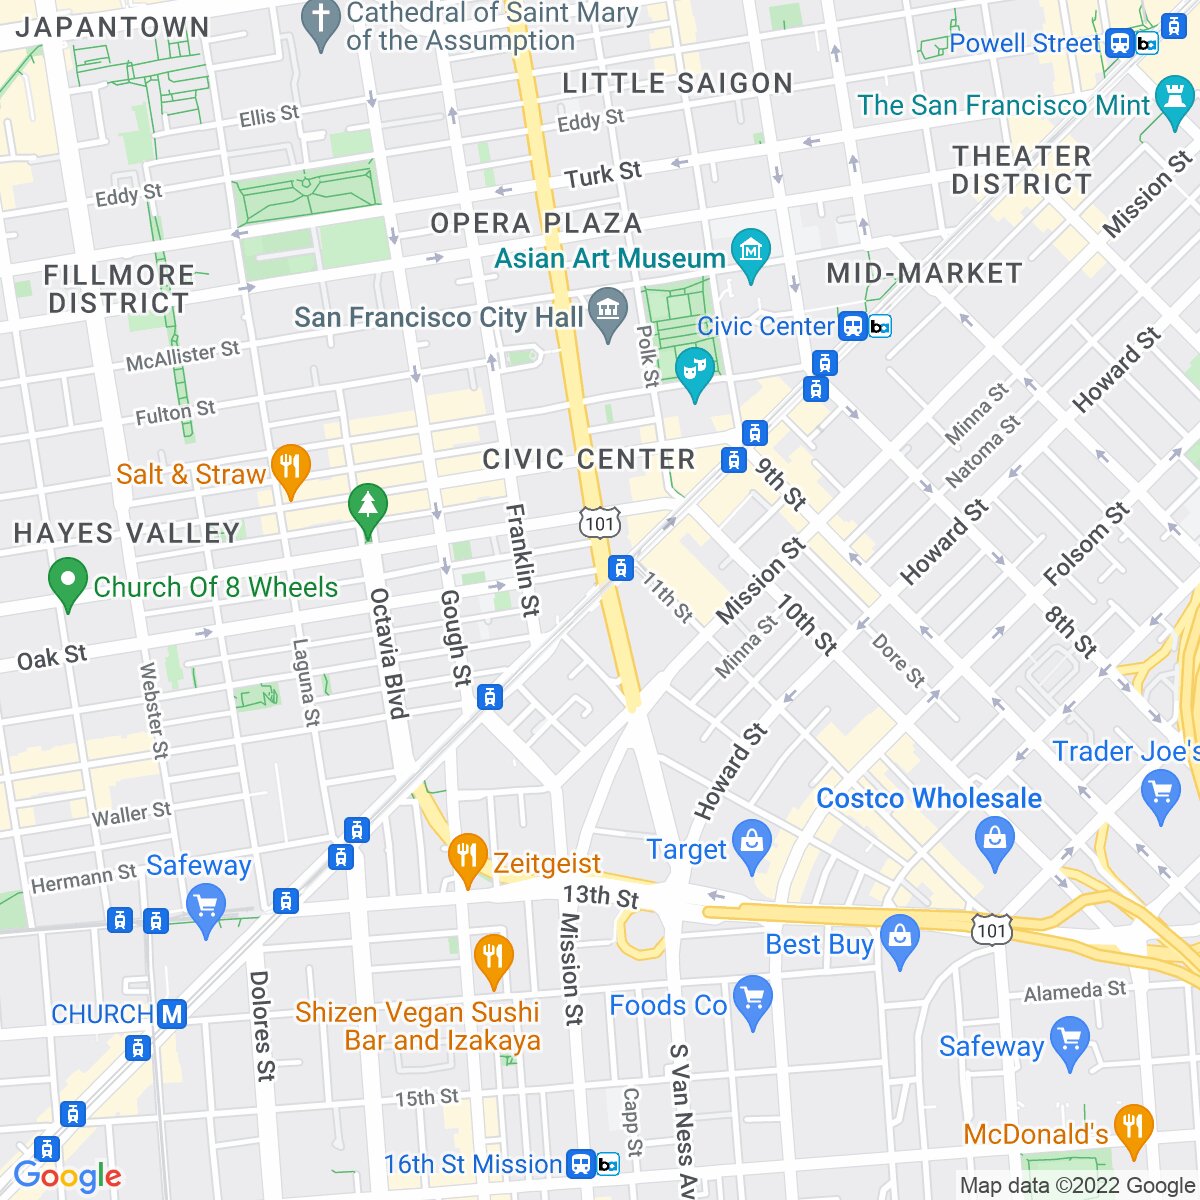 JAPANTOWN
Cathedral of Saint Mary
of the Assumption
Powell Street
LITTLE SAIGON
The San Francisco Mint
Ellis St
Eddy St
THEATER
DISTRICT
Turk St
Mission St
Eddy St
OPERA PLAZA
Asian Art Museum
FILLMORE
DISTRICT
MID-MARKET
San Francisco City Hall
Civic Center
Polk St
McAllister St
Howard St
Fulton St
Minna St
Natoma St
Salt & Straw
CIVIC CENTER
9th St
HAYES VALLEY
Franklin St
101
Howard St
Folsom St
Church Of 8 Wheels
11th St
Mission St
Octavia Blvd
Gough St
10th St
8th St
Minna St
Dore St
Oak St
Laguna St
Webster St
Howard St
Trader Joe's
Costco Wholesale
Waller St
Target
Safeway
Zeitgeist
Hermann St
13th St
101
Best Buy
Mission St
Dolores St
Alameda St
CHURCH
M
Shizen Vegan Sushi
Bar and Izakaya
Foods Co
Safeway
S Van Ness Av
15th St
Capp St
McDonald's
16th St Mission
Google
Map data ©2022 Google